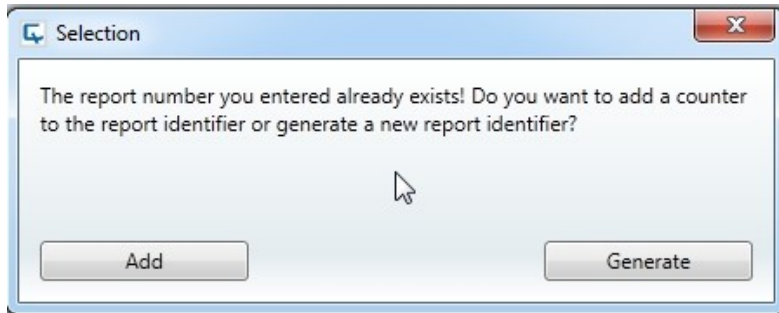 Selection
The report number you entered already exists! Do you want to add a counter
to the report identifier or generate a new report identifier?
Add
Generate